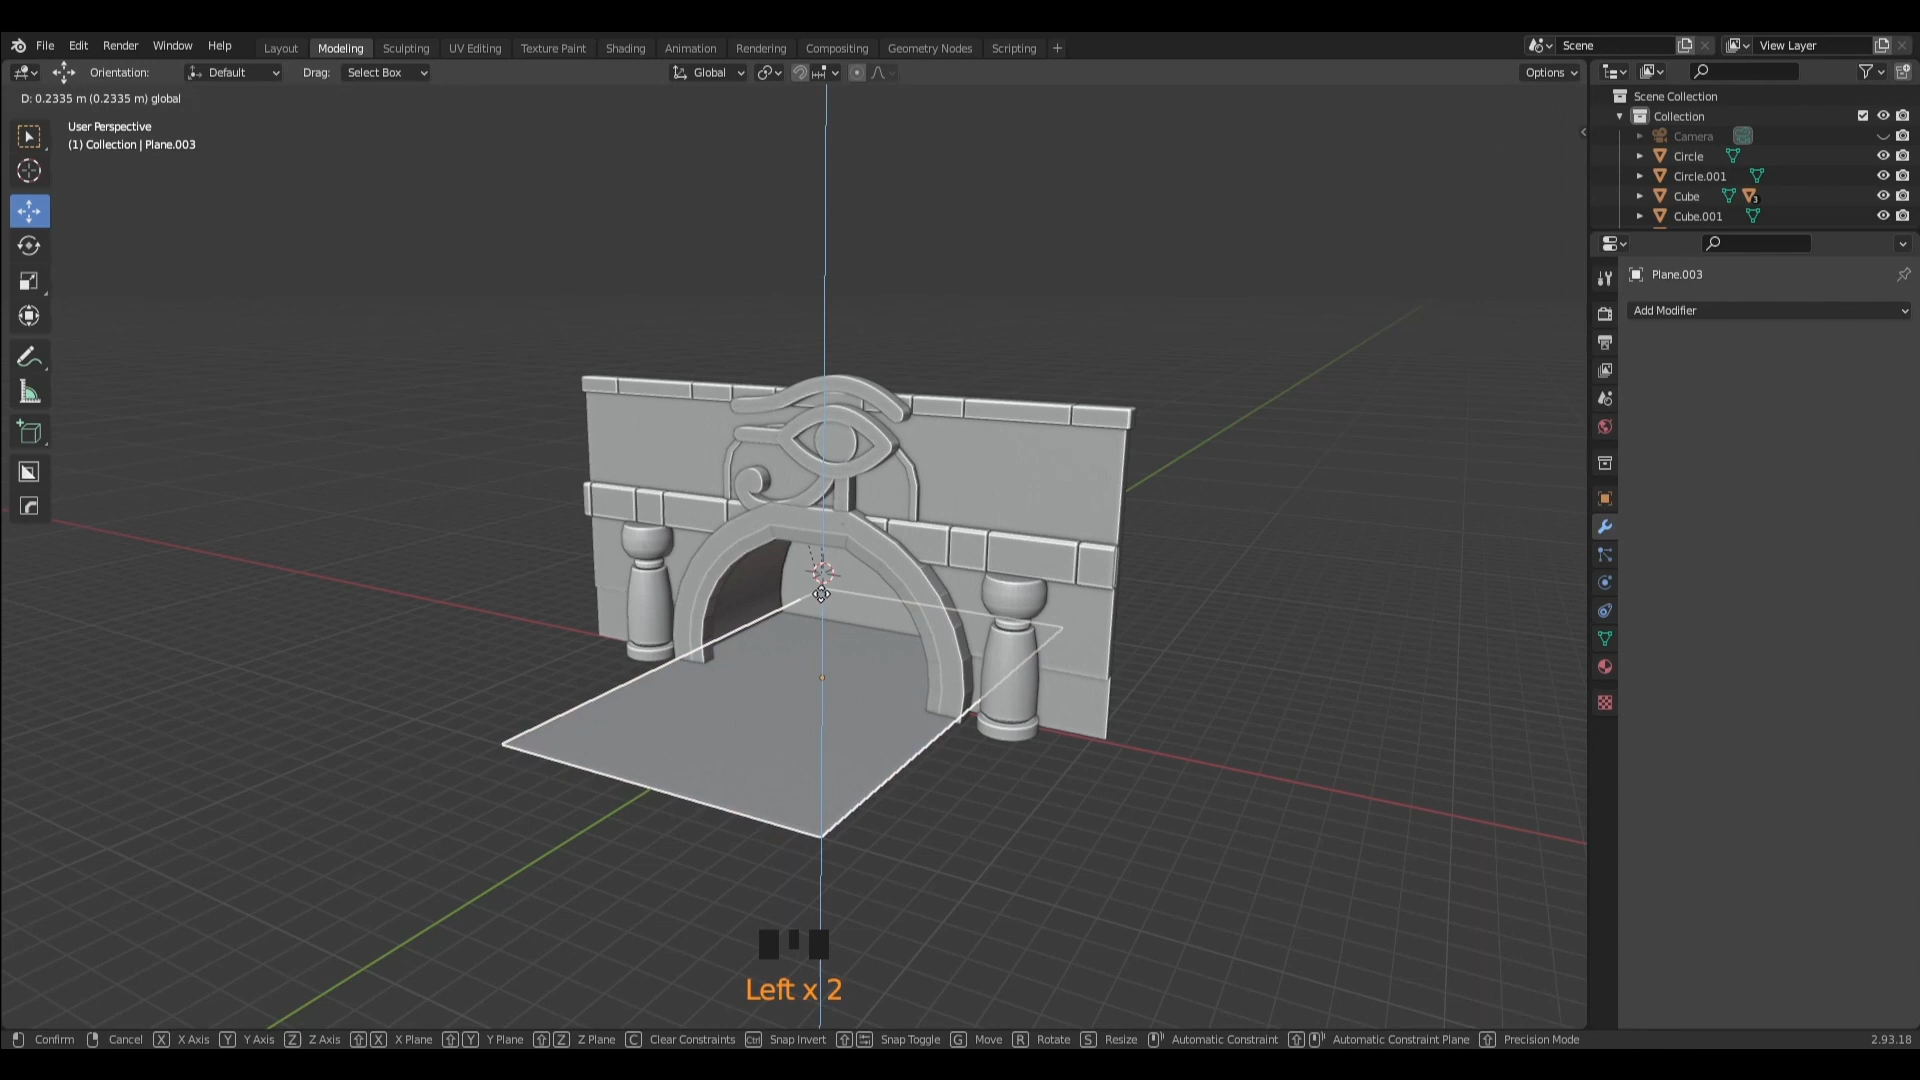 File Edit Render Window Help
Layout Modeling Sculpting UV Editing Texture Paint Shading Animation Rendering Compositing Geometry Nodes Scripting +
Scene
View Layer
Orientation: Default Drag: Select Box
Global
Options
D: 0.2335 m (0.2335 m) global
User Perspective
(1) Collection | Plane.003
Scene Collection
Collection
Camera
Circle
Circle.001
Cube
3
Cube.001
Plane.003
Add Modifier
Left x 2
Confirm Cancel X X Axis Y Y Axis Z Z Axis X X Plane Y Y Plane Z Z Plane C Clear Constraints Ctrl Snap Invert Snap Toggle G Move R Rotate S Resize Automatic Constraint Automatic Constraint Plane Precision Mode
2.93.18